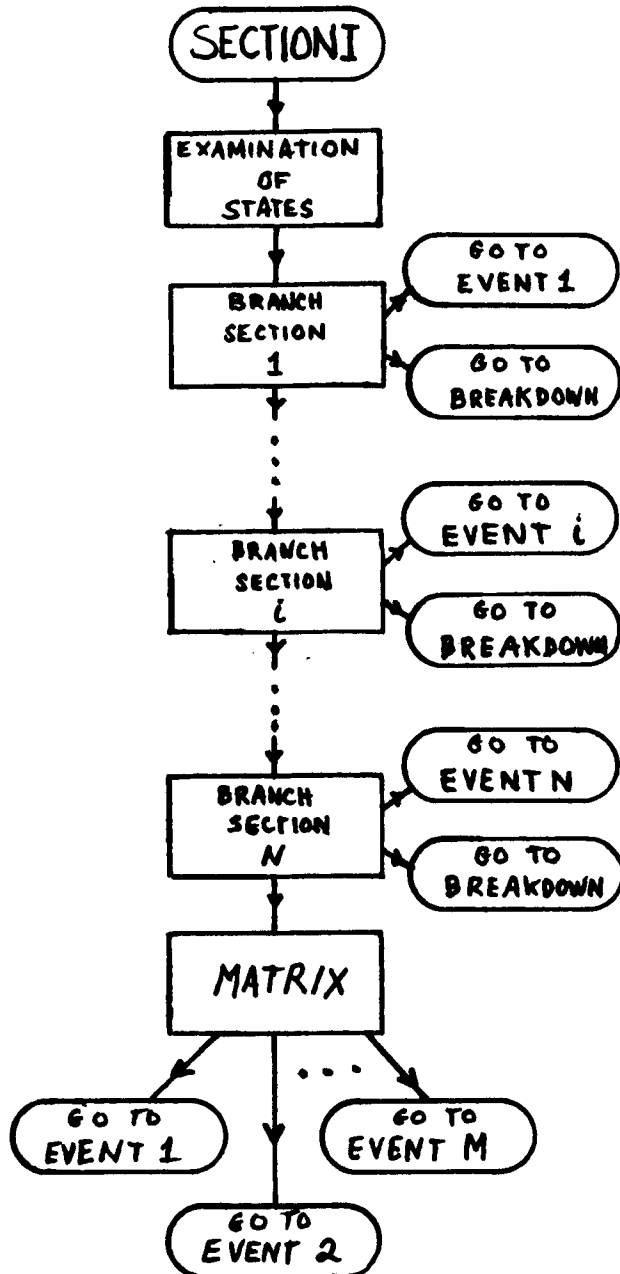 SECTION I
EXAMINATION
OF
STATES
BRANCH
SECTION
1
GO TO
EVENT 1
GO TO
BREAKDOWN
BRANCH
SECTION
i
GO TO
EVENT i
GO TO
BREAKDOWN
BRANCH
SECTION
N
GO TO
EVENT N
GO TO
BREAKDOWN
MATRIX
GO TO
EVENT 1
GO TO
EVENT M
GO TO
EVENT 2